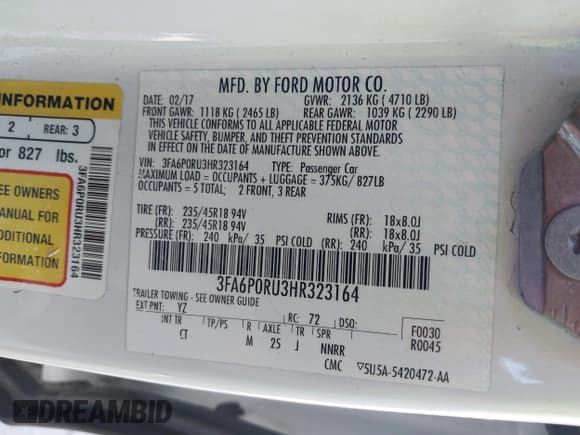 INFORMATION
2 REAR: 3
or 827 lbs.
SEE OWNERS
MANUAL FOR
ADDITIONAL
INFORMATION
3FA6P0RU3HR323164
MFD. BY FORD MOTOR CO.
DATE: 02/17 GVWR: 2136 KG ( 4710 LB)
FRONT GAWR: 1118 KG ( 2465 LB) REAR GAWR: 1039 KG ( 2290 LB)
THIS VEHICLE CONFORMS TO ALL APPLICABLE FEDERAL MOTOR
VEHICLE SAFETY, BUMPER, AND THEFT PREVENTION STANDARDS
IN EFFECT ON THE DATE OF MANUFACTURE SHOWN ABOVE.
VIN: 3FA6P0RU3HR323164 TYPE: Passenger Car
MAXIMUM LOAD = OCCUPANTS + LUGGAGE = 375KG/ 827LB
OCCUPANTS = 5 TOTAL; 2 FRONT, 3 REAR
TIRE (FR): 235/45R18 94V RIMS (FR): 18x8.0J
(RR): 235/45R18 94V (RR): 18x8.0J
PRESSURE (FR): 240 kPa/ 35 PSI COLD (RR): 240 kPa/ 35 PSI COLD
3FA6P0RU3HR323164
TRAILER TOWING - SEE OWNER GUIDE
EXT PNT: YZ RC: 72 DSO: F0030
INT TR TP/PS R AXLE TR SPR R0045
CT M 25 J NNRR
CMC 5U5A-5420472-AA
DREAMBID